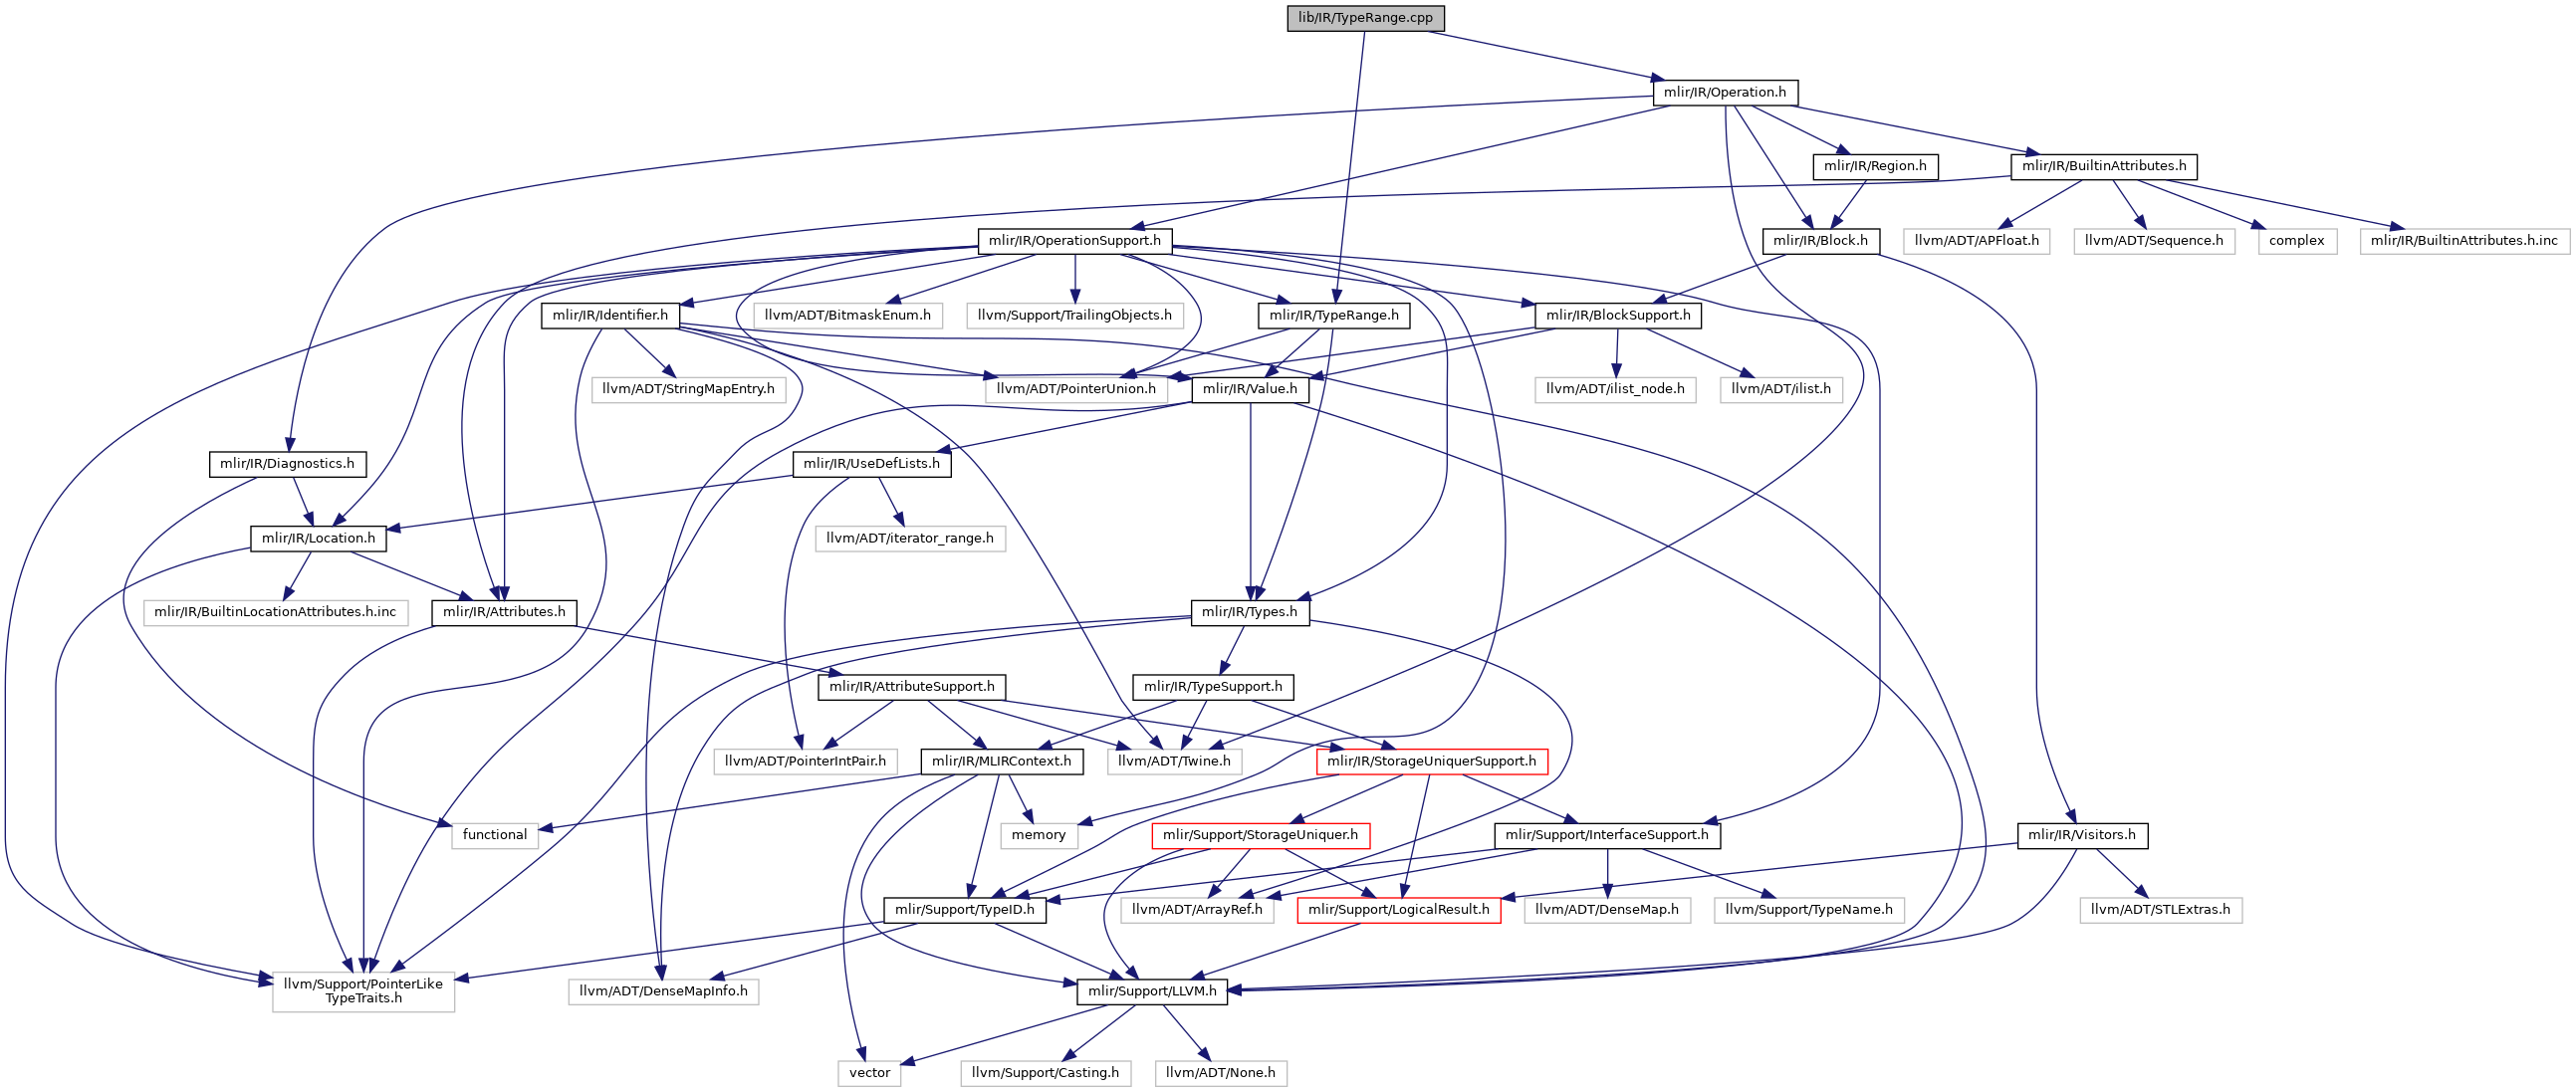 lib/IR/TypeRange.cpp
mlir/IR/Operation.h
mlir/IR/Region.h
mlir/IR/BuiltinAttributes.h
mlir/IR/OperationSupport.h
mlir/IR/Block.h
llvm/ADT/APFloat.h
llvm/ADT/Sequence.h
complex
mlir/IR/BuiltinAttributes.h.inc
mlir/IR/Identifier.h
llvm/ADT/BitmaskEnum.h
llvm/Support/TrailingObjects.h
mlir/IR/TypeRange.h
mlir/IR/BlockSupport.h
llvm/ADT/StringMapEntry.h
llvm/ADT/PointerUnion.h
mlir/IR/Value.h
llvm/ADT/ilist_node.h
llvm/ADT/ilist.h
mlir/IR/Diagnostics.h
mlir/IR/UseDefLists.h
mlir/IR/Location.h
llvm/ADT/iterator_range.h
mlir/IR/BuiltinLocationAttributes.h.inc
mlir/IR/Attributes.h
mlir/IR/Types.h
mlir/IR/AttributeSupport.h
mlir/IR/TypeSupport.h
llvm/ADT/PointerIntPair.h
mlir/IR/MLIRContext.h
llvm/ADT/Twine.h
mlir/IR/StorageUniquerSupport.h
functional
memory
mlir/Support/StorageUniquer.h
mlir/Support/InterfaceSupport.h
mlir/IR/Visitors.h
mlir/Support/TypeID.h
llvm/ADT/ArrayRef.h
mlir/Support/LogicalResult.h
llvm/ADT/DenseMap.h
llvm/Support/TypeName.h
llvm/ADT/STLExtras.h
llvm/Support/PointerLike
TypeTraits.h
llvm/ADT/DenseMapInfo.h
mlir/Support/LLVM.h
vector
llvm/Support/Casting.h
llvm/ADT/None.h